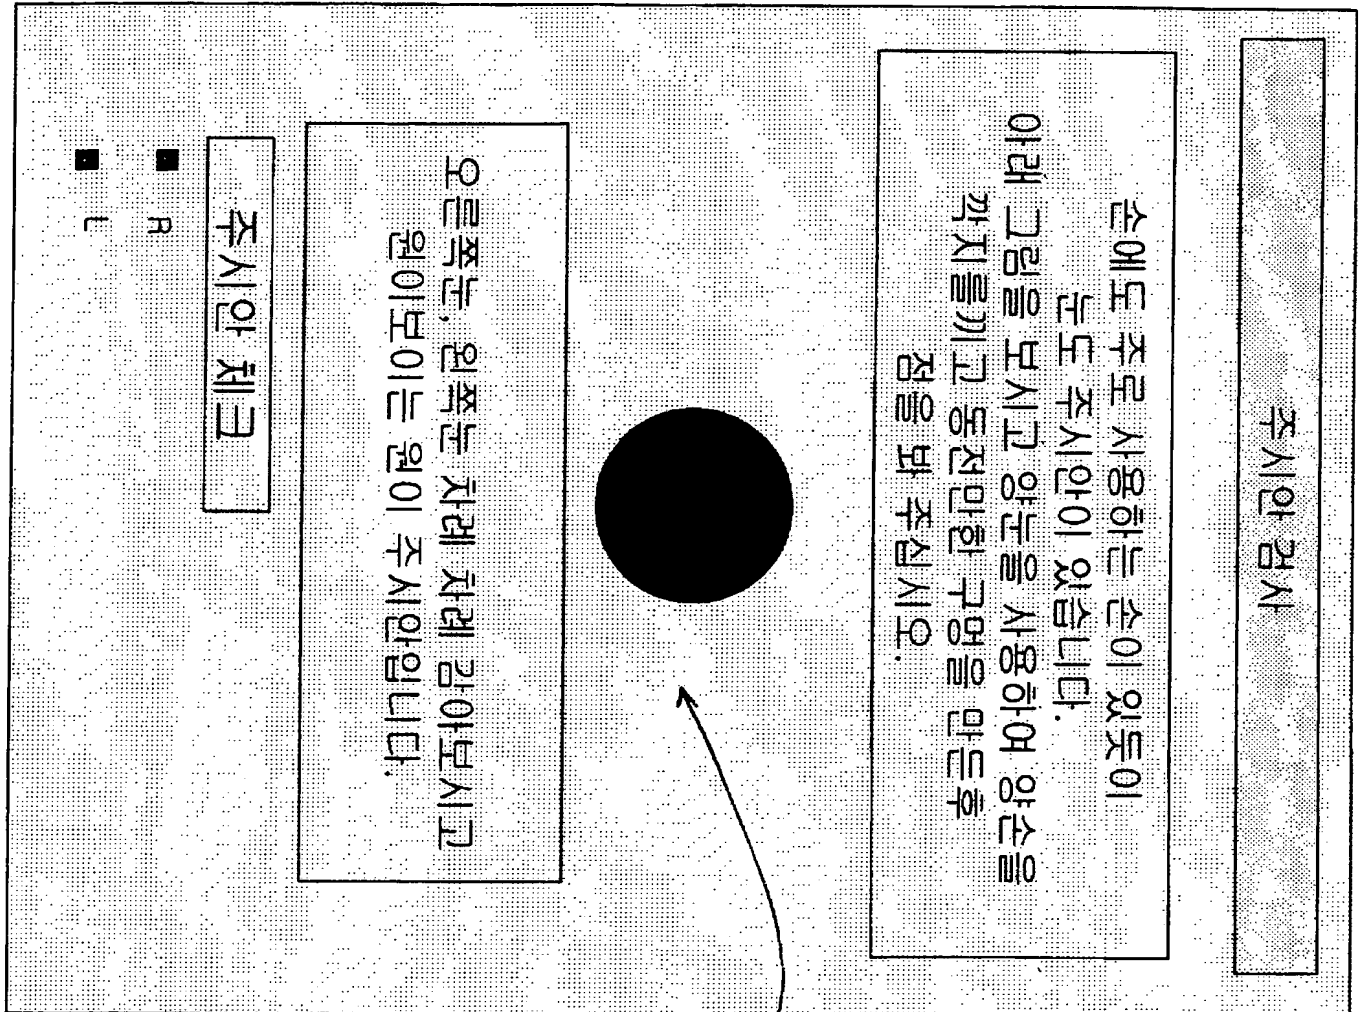 주시안 검사
손에도 주로 사용하는 손이 있듯이
눈도 주시안이 있습니다.
아래 그림을 보시고 양눈을 사용하여 양손을
깍지를끼고 동전만한 구멍을 만든후
점을 봐 주십시오.
오른쪽눈, 왼쪽눈 차례 차례 감아보시고
원이보이는 원이 주시안입니다.
주시안 체크
■ R
■ L